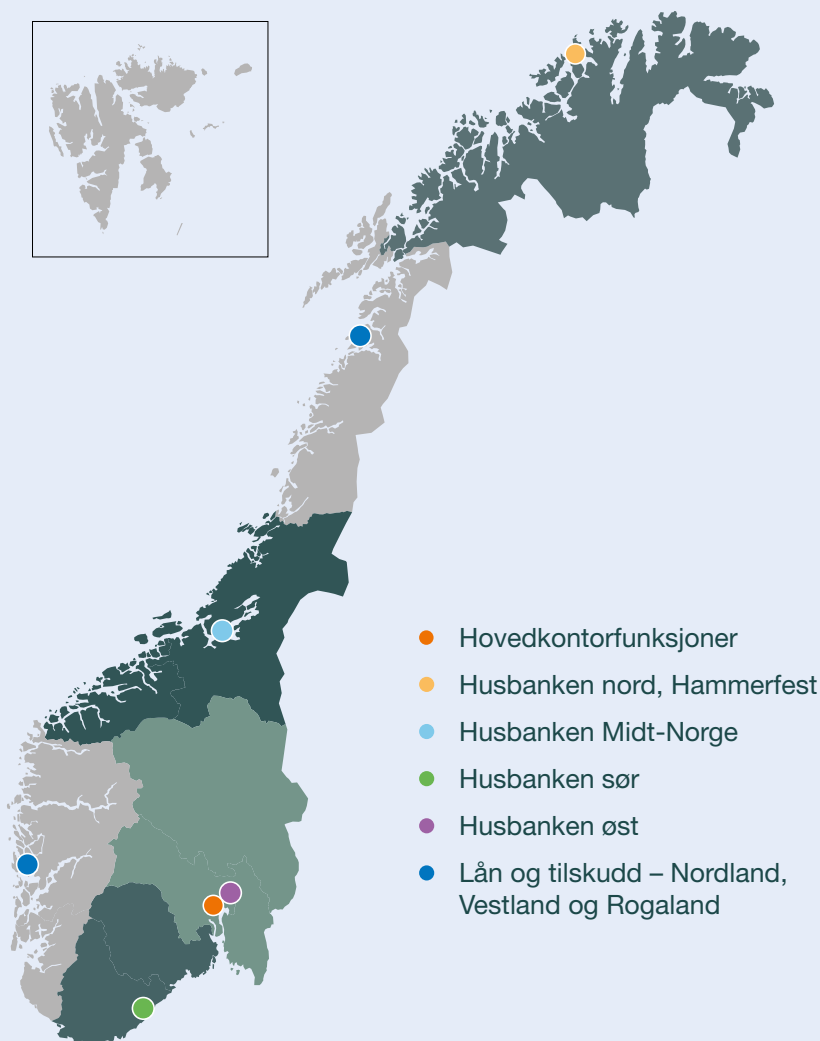 Hovedkontorfunksjoner
Husbanken nord, Hammerfest
Husbanken Midt-Norge
Husbanken sør
Husbanken øst
Lån og tilskudd – Nordland,
Vestland og Rogaland